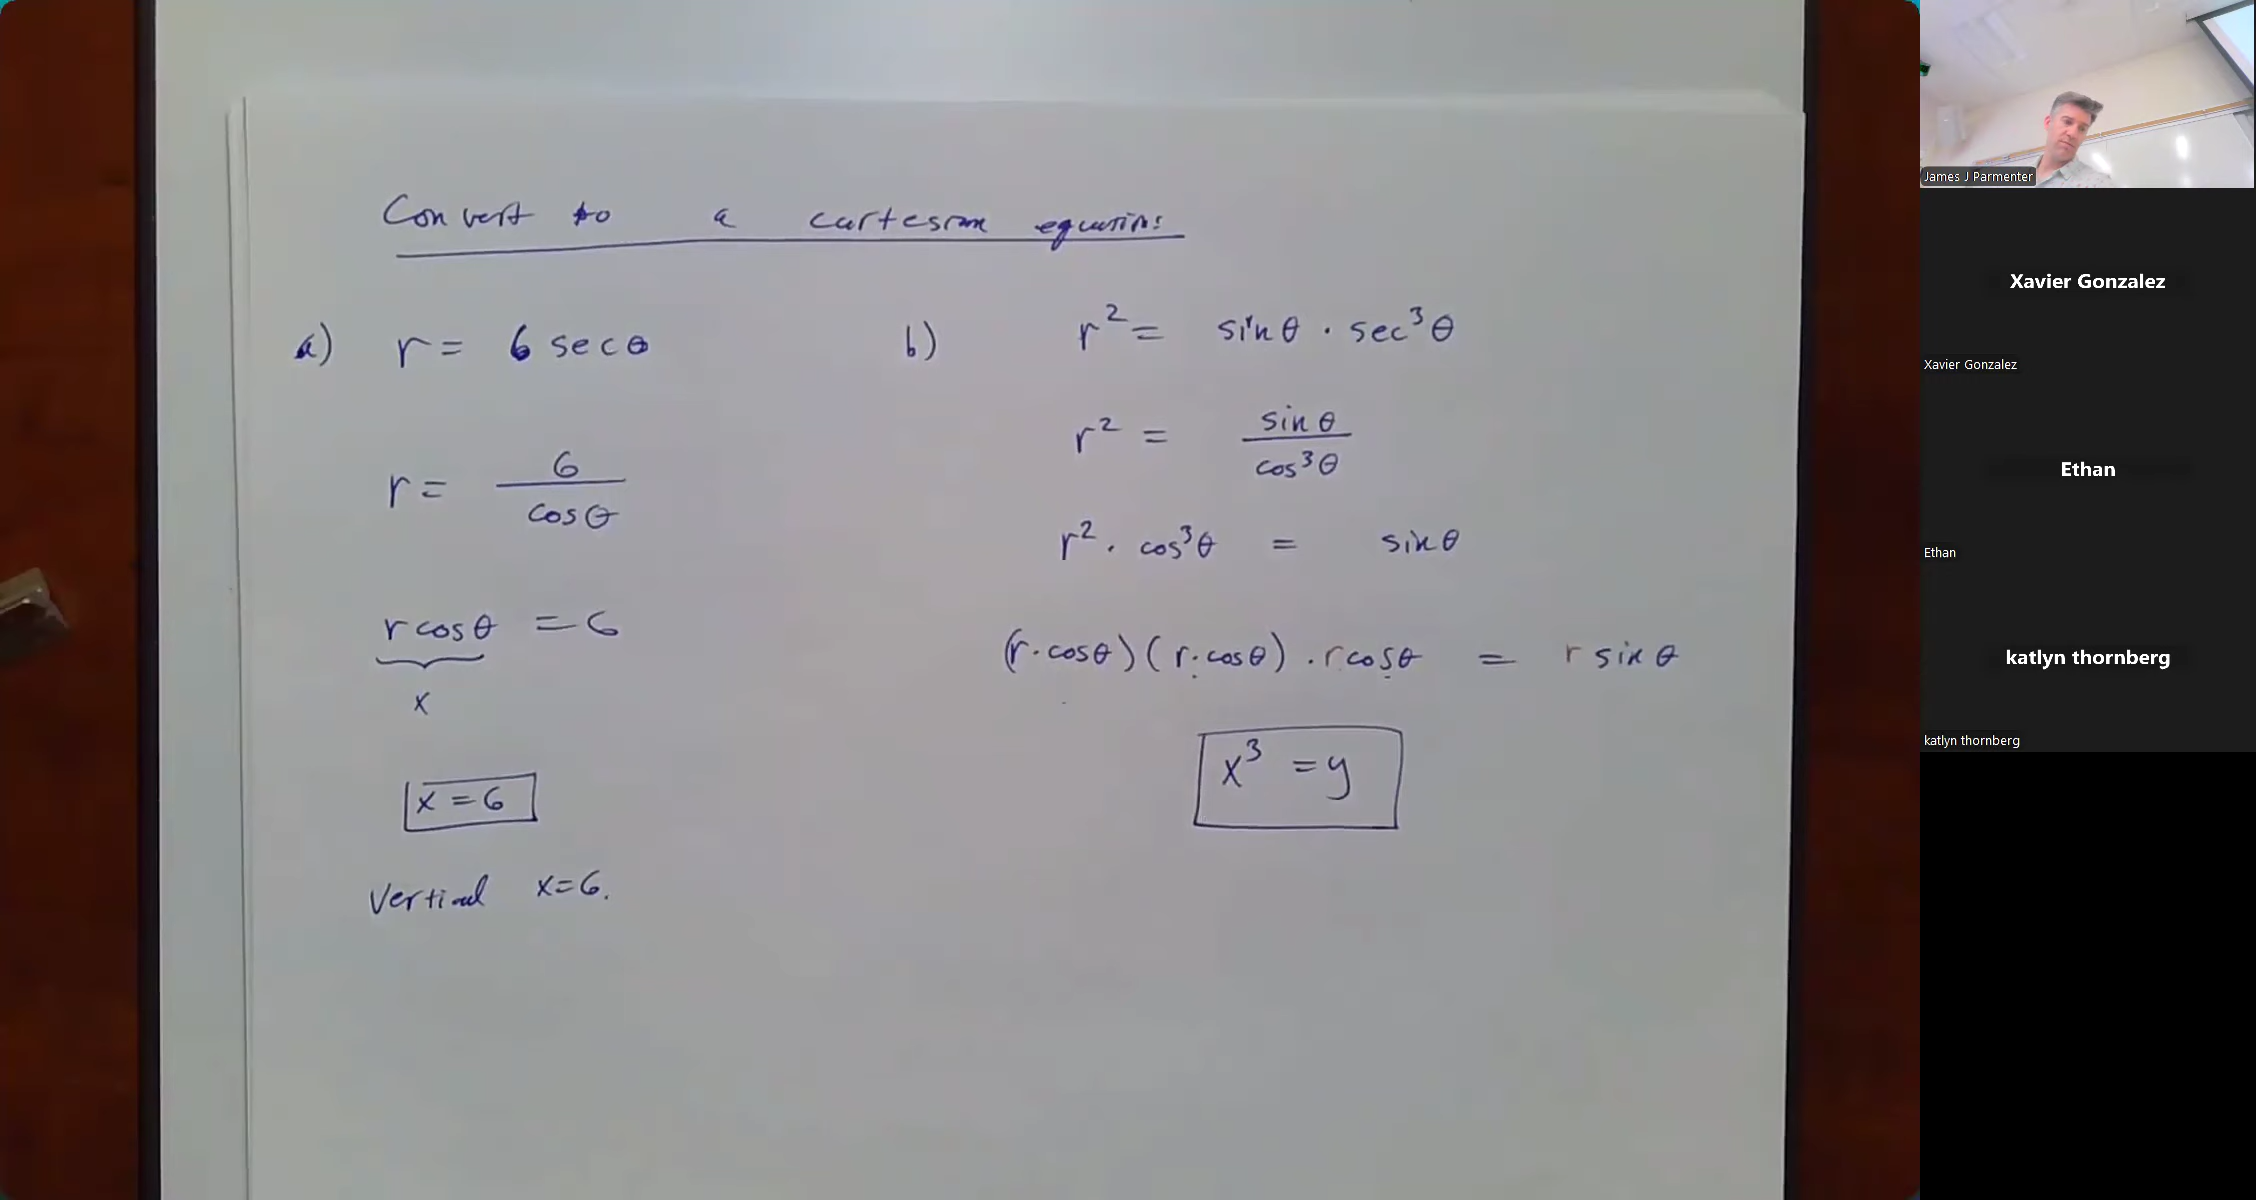 Convert to a cartesian equation:
a) r = 6 secθ
r = 6 / cosθ
r cosθ = 6
x
x = 6
Vertical x=6.
b) r² = sinθ · sec³θ
r² = sinθ / cos³θ
r² · cos³θ = sinθ
(r·cosθ)(r·cosθ) · r cosθ = r sinθ
x³ = y
James J Parmenter
Xavier Gonzalez
Xavier Gonzalez
Ethan
Ethan
katlyn thornberg
katlyn thornberg